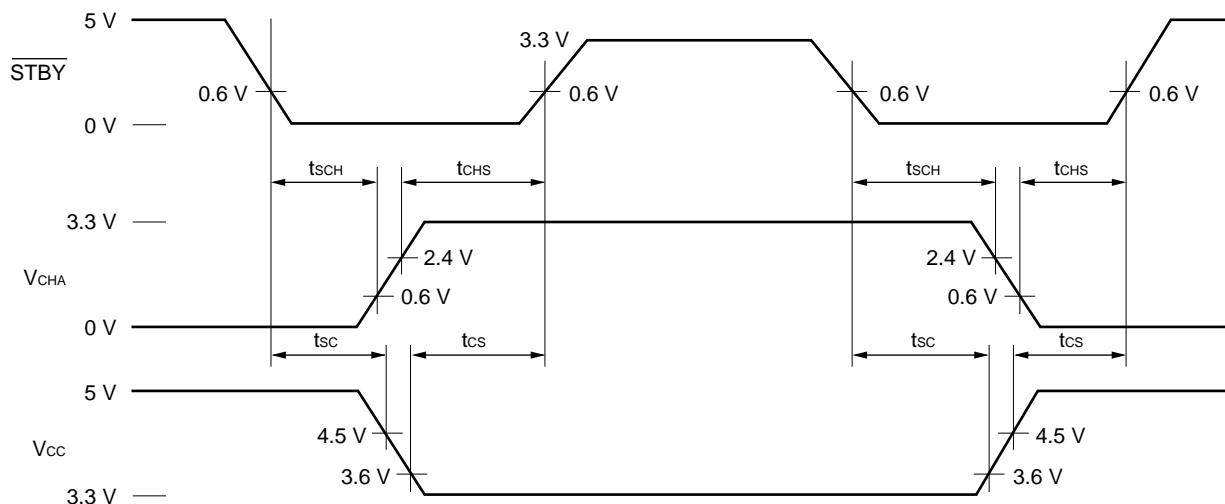 5 V
STBY
3.3 V
0.6 V
0.6 V
0.6 V
0.6 V
0 V
tSCH
tCHS
tSCH
tCHS
3.3 V
VCHA
2.4 V
2.4 V
0.6 V
0.6 V
0 V
tSC
tCS
tSC
tCS
5 V
VCC
4.5 V
4.5 V
3.6 V
3.6 V
3.3 V